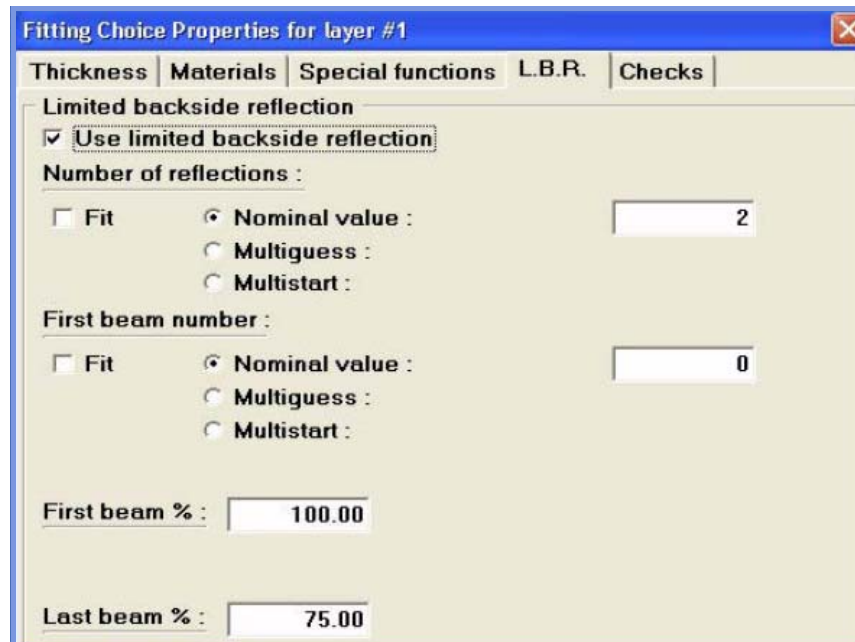 Fitting Choice Properties for layer #1
Thickness Materials Special functions L.B.R. Checks
Limited backside reflection
Use limited backside reflection
Number of reflections :
Fit Nominal value : 2
Multiguess :
Multistart :
First beam number :
Fit Nominal value : 0
Multiguess :
Multistart :
First beam % : 100.00
Last beam % : 75.00